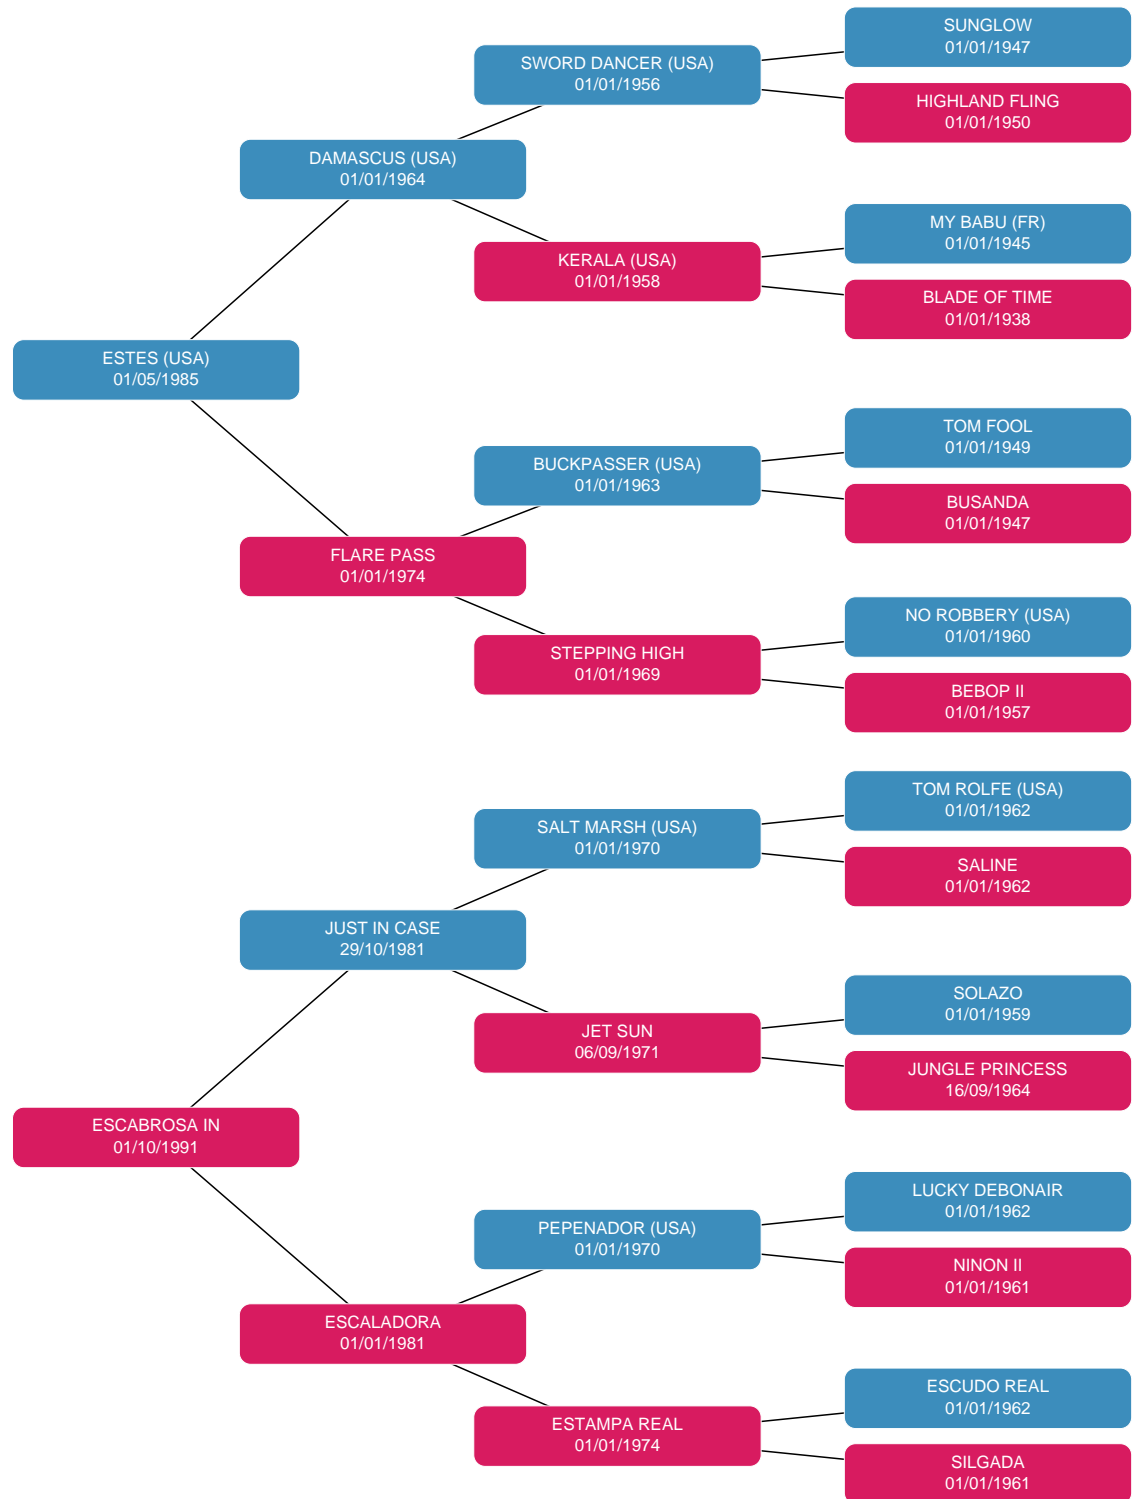 SUNGLOW
01/01/1947
SWORD DANCER (USA)
01/01/1956
HIGHLAND FLING
01/01/1950
DAMASCUS (USA)
01/01/1964
MY BABU (FR)
01/01/1945
KERALA (USA)
01/01/1958
BLADE OF TIME
01/01/1938
ESTES (USA)
01/05/1985
TOM FOOL
01/01/1949
BUCKPASSER (USA)
01/01/1963
BUSANDA
01/01/1947
FLARE PASS
01/01/1974
NO ROBBERY (USA)
01/01/1960
STEPPING HIGH
01/01/1969
BEBOP II
01/01/1957
TOM ROLFE (USA)
01/01/1962
SALT MARSH (USA)
01/01/1970
SALINE
01/01/1962
JUST IN CASE
29/10/1981
SOLAZO
01/01/1959
JET SUN
06/09/1971
JUNGLE PRINCESS
16/09/1964
ESCABROSA IN
01/10/1991
LUCKY DEBONAIR
01/01/1962
PEPENADOR (USA)
01/01/1970
NINON II
01/01/1961
ESCALADORA
01/01/1981
ESCUDO REAL
01/01/1962
ESTAMPA REAL
01/01/1974
SILGADA
01/01/1961